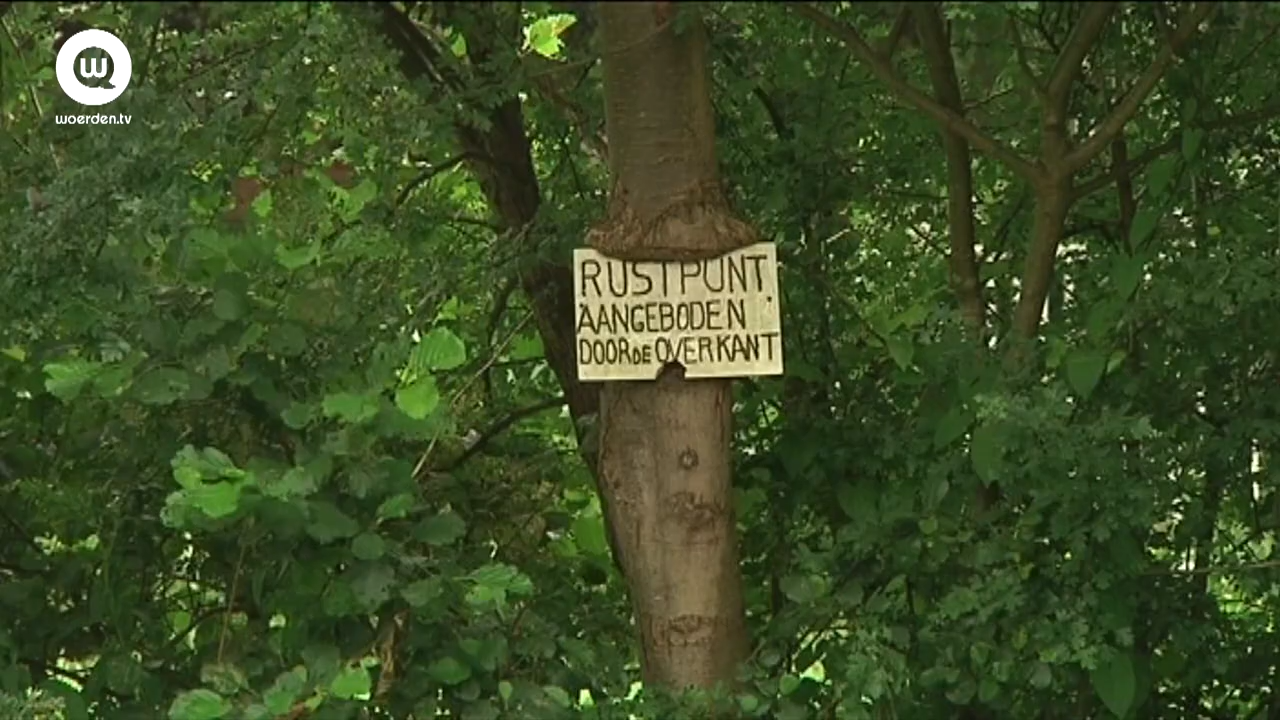 W
woerden.tv
RUSTPUNT
AANGEBODEN
DOOR DE OVERKANT